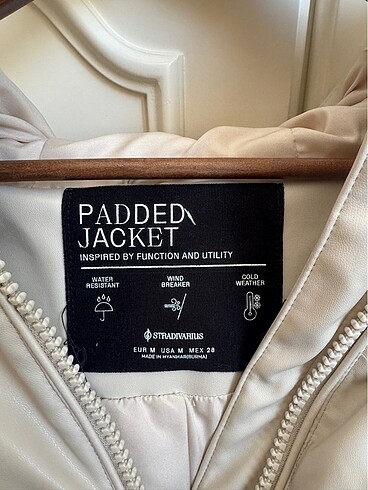 PADDED
JACKET
INSPIRED BY FUNCTION AND UTILITY
WATER
RESISTANT
WIND
BREAKER
COLD
WEATHER
STRADIVARIUS
EUR M USA M MEX 28
MADE IN MYANMAR(BURMA)